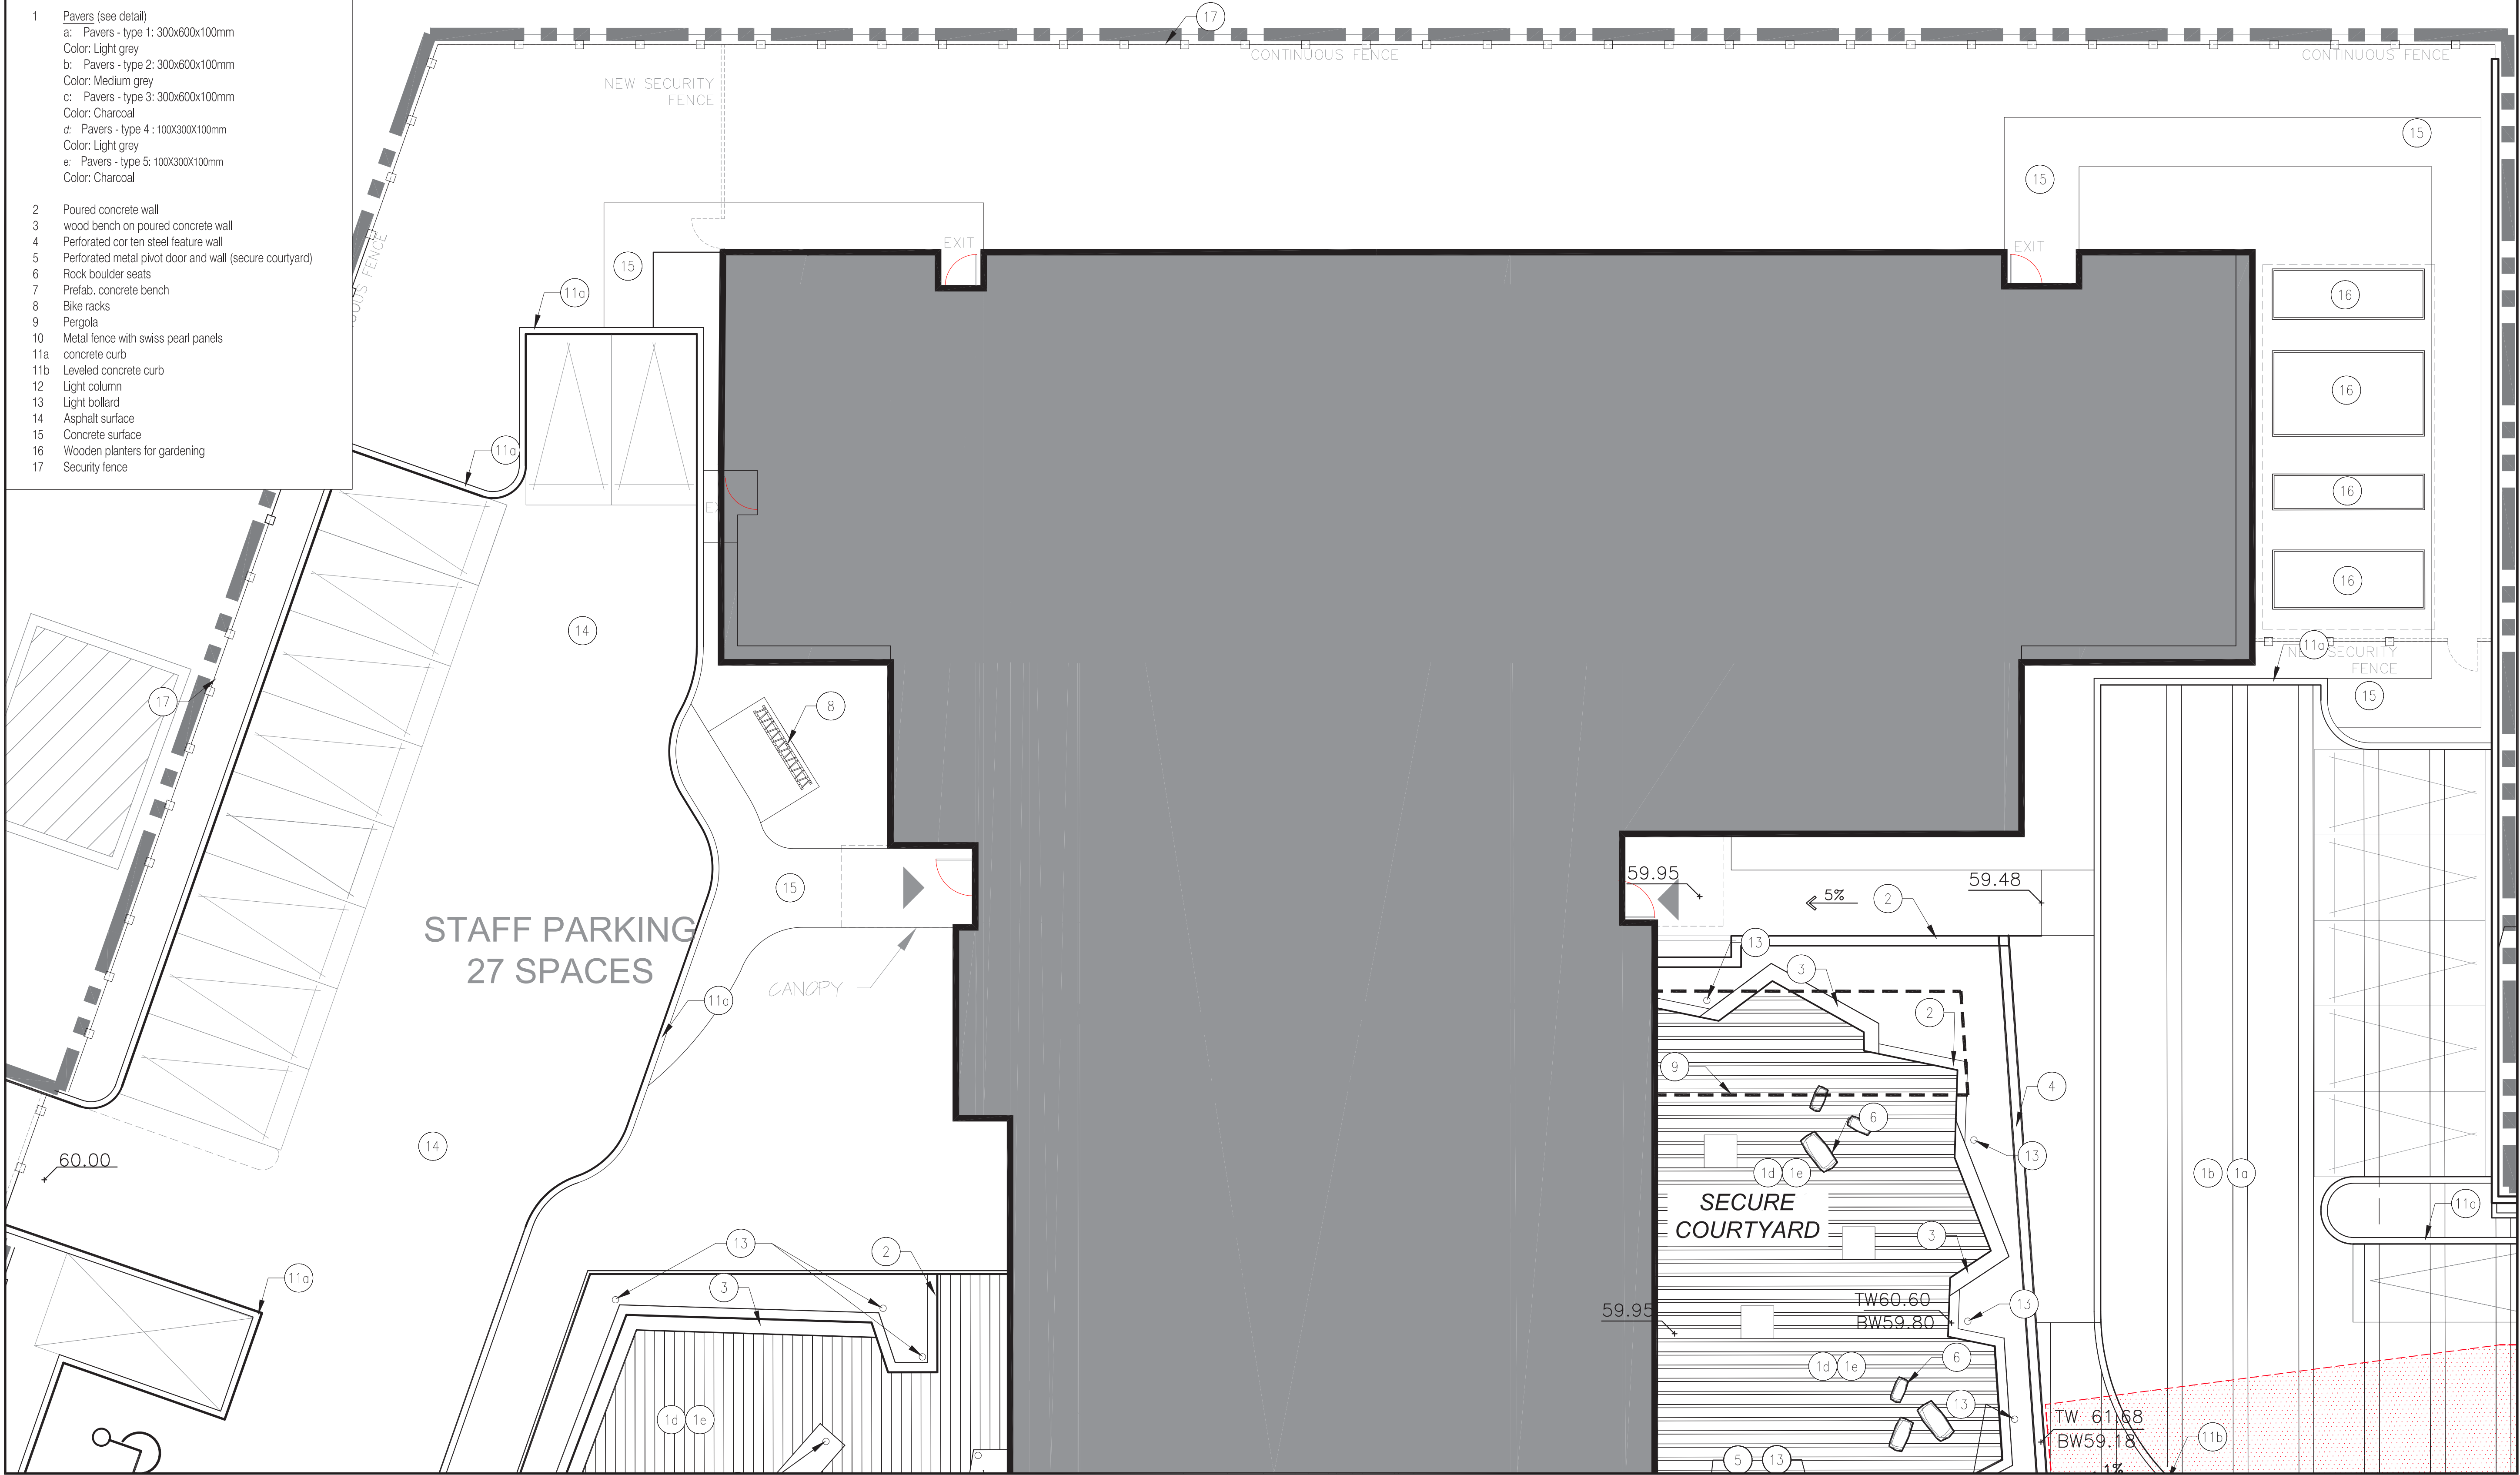 1 Pavers (see detail)
a: Pavers - type 1: 300x600x100mm
Color: Light grey
b: Pavers - type 2: 300x600x100mm
Color: Medium grey
c: Pavers - type 3: 300x600x100mm
Color: Charcoal
d: Pavers - type 4 : 100X300X100mm
Color: Light grey
e: Pavers - type 5: 100X300X100mm
Color: Charcoal
2 Poured concrete wall
3 wood bench on poured concrete wall
4 Perforated cor ten steel feature wall
5 Perforated metal pivot door and wall (secure courtyard)
6 Rock boulder seats
7 Prefab. concrete bench
8 Bike racks
9 Pergola
10 Metal fence with swiss pearl panels
11a concrete curb
11b Leveled concrete curb
12 Light column
13 Light bollard
14 Asphalt surface
15 Concrete surface
16 Wooden planters for gardening
17 Security fence
17
CONTINUOUS FENCE
CONTINUOUS FENCE
NEW SECURITY
FENCE
OUS FENCE
15
15
EXIT
EXIT
15
11a
16
16
11a
16
EX
16
14
11a
NEW SECURITY
FENCE
15
17
8
15
59.95
5%
2
59.48
STAFF PARKING
27 SPACES
CANOPY
11a
13
3
2
9
4
6
14
13
60.00
1d 1e
1b 1a
SECURE
COURTYARD
11a
13
2
3
11a
3
TW60.60
BW59.80
13
59.95
1d 1e
6
1d 1e
13
TW 61.68
BW59.18
11b
5 13
1%